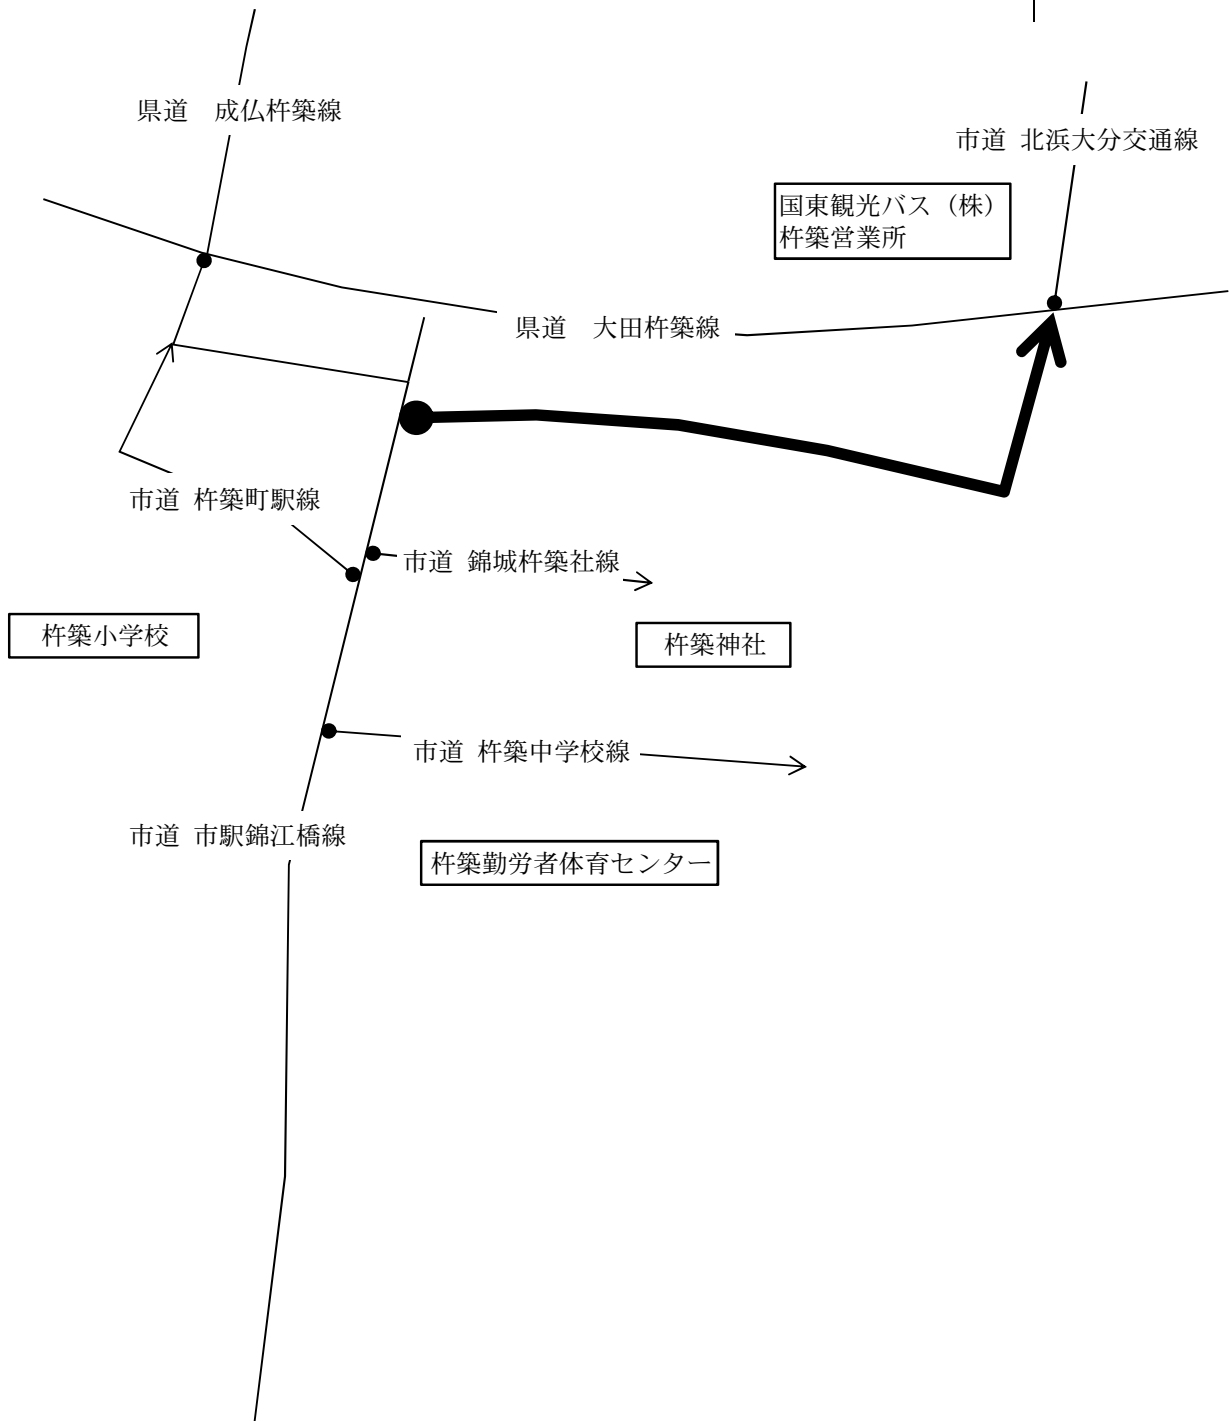 県道　成仏杵築線
市道 北浜大分交通線
国東観光バス（株）
杵築営業所
県道　大田杵築線
市道 杵築町駅線
市道 錦城杵築社線
杵築小学校
杵築神社
市道 杵築中学校線
市道 市駅錦江橋線
杵築勤労者体育センター